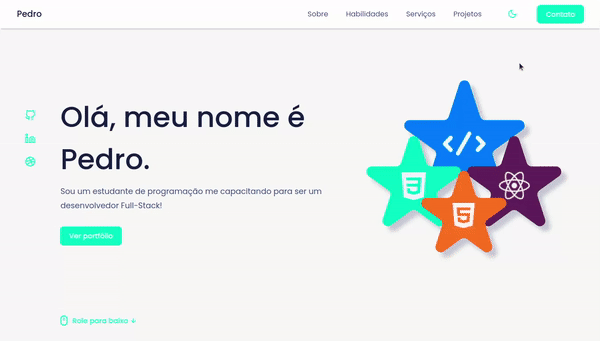 Pedro
Sobre Habilidades Serviços Projetos Contato
Olá, meu nome é
Pedro.
Sou um estudante de programação me capacitando para ser um
desenvolvedor Full-Stack!
Ver portfólio
Role para baixo